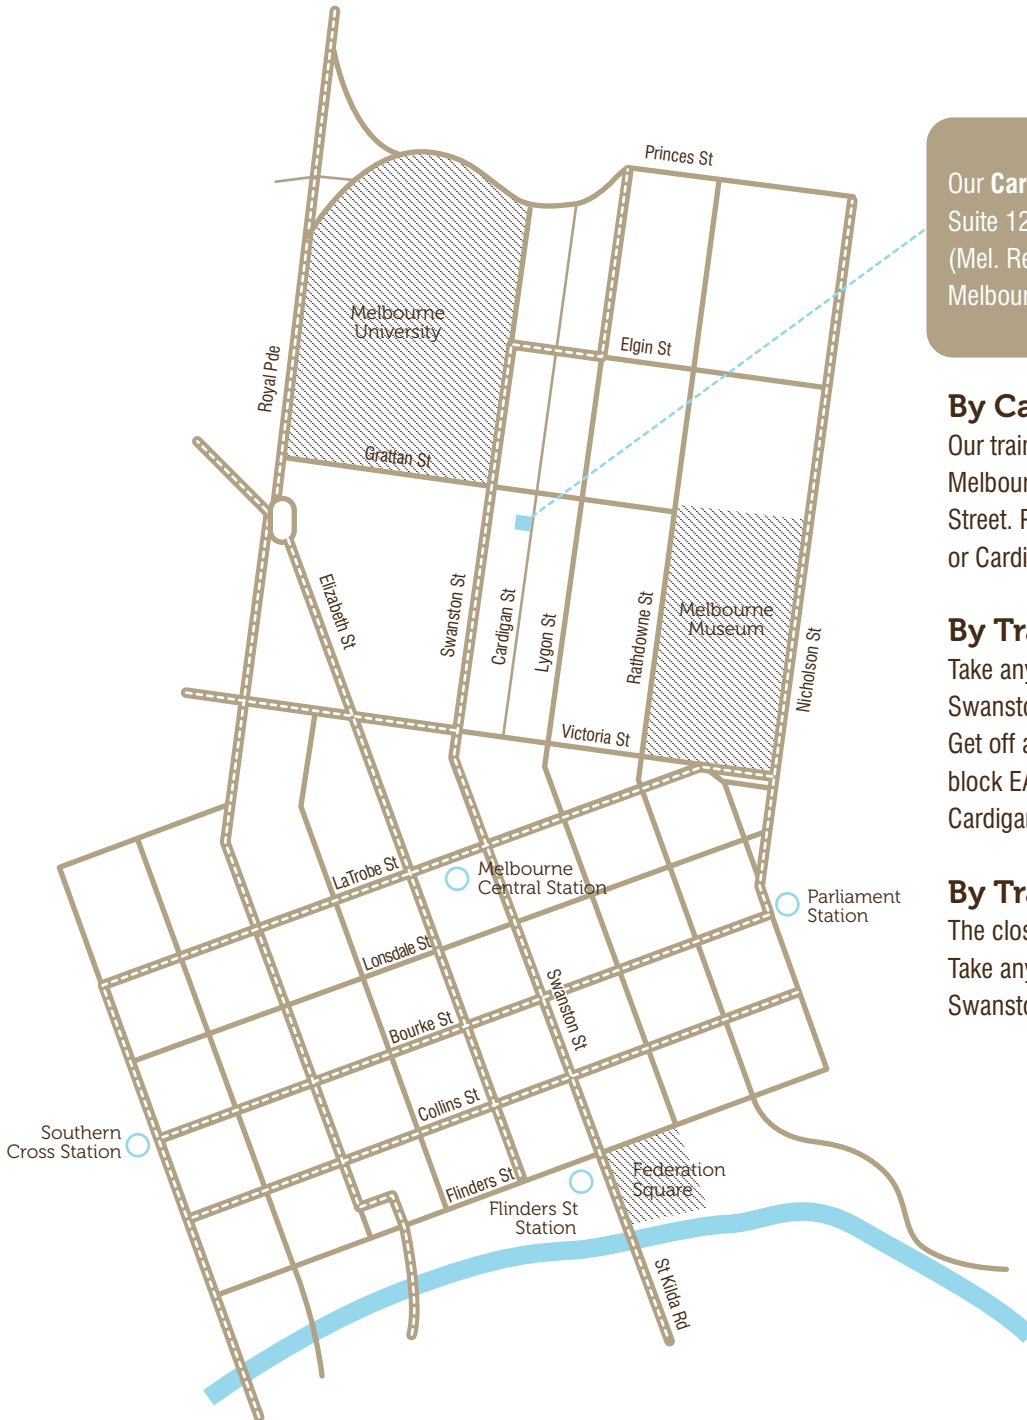 Princes St
Our Car
Suite 12
(Mel. Re
Melbour
Melbourne
University
Elgin St
Royal Pde
By Ca
Our train
Melbour
Street. F
or Cardi
Grattan St
Elizabeth St
Swanston St
Cardigan St
Lygon St
Rathdowne St
Melbourne
Museum
Nicholson St
By Tra
Take any
Swansto
Get off a
block EA
Cardigan
Victoria St
LaTrobe St
Melbourne
Central Station
Parliament
Station
By Tra
The clos
Take any
Swansto
Lonsdale St
Swanston St
Bourke St
Collins St
Southern
Cross Station
Flinders St
Federation
Square
Flinders St
Station
St Kilda Rd